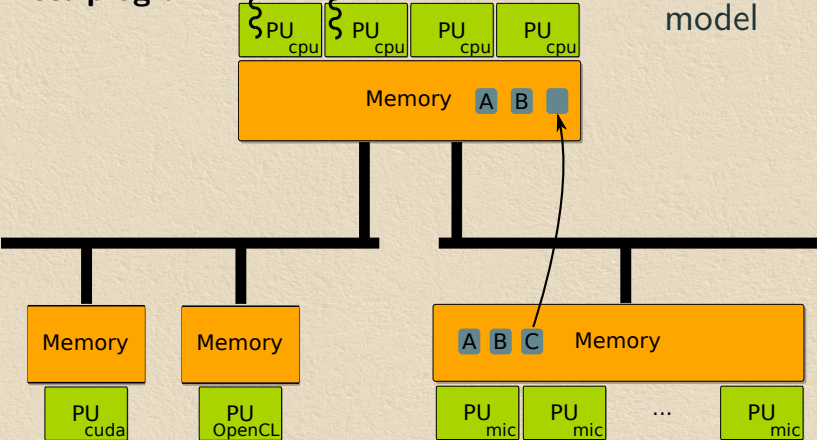 model
PU cpu PU cpu PU cpu PU cpu
Memory A B
Memory
Memory
A B C Memory
PU cuda
PU OpenCL
PU mic PU mic ... PU mic